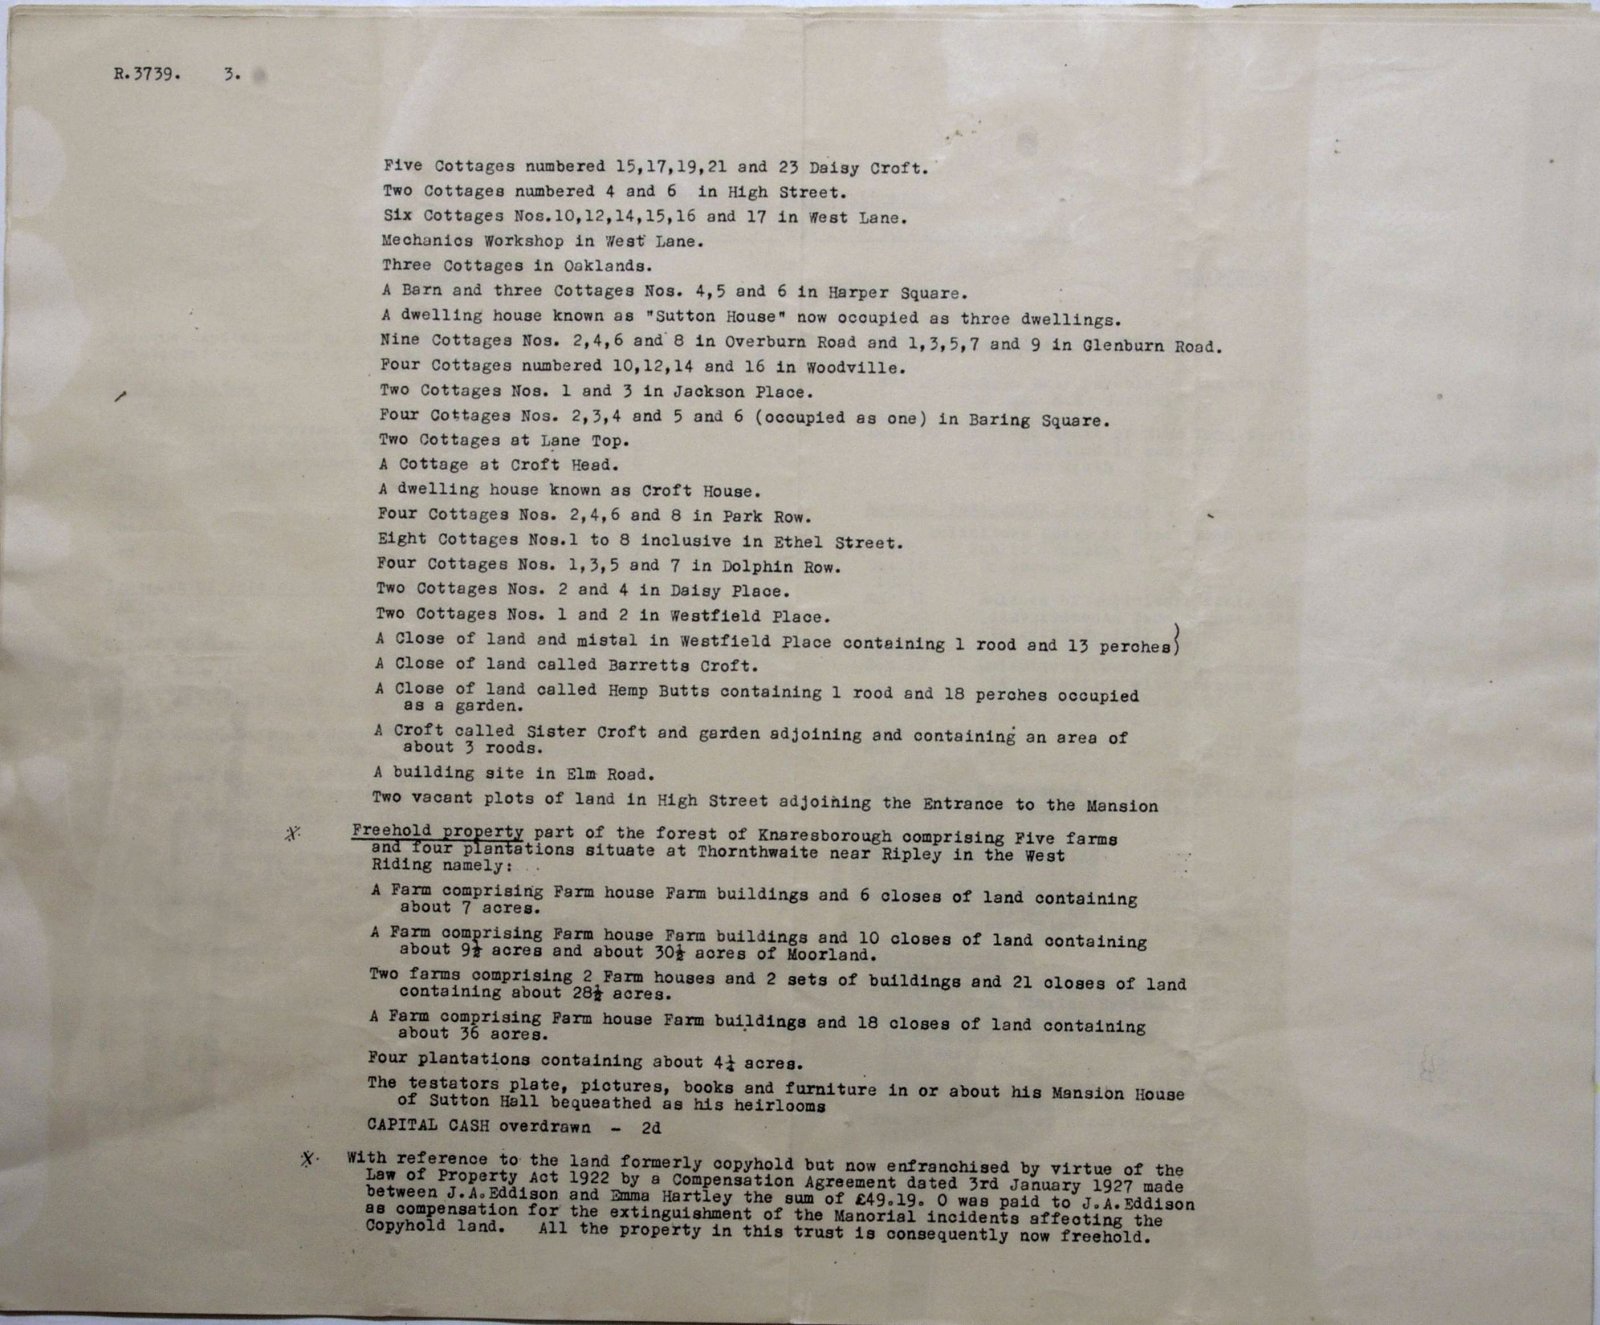 R.3739. 3.
Five Cottages numbered 15,17,19,21 and 23 Daisy Croft.
Two Cottages numbered 4 and 6 in High Street.
Six Cottages Nos.10,12,14,15,16 and 17 in West Lane.
Mechanics Workshop in West Lane.
Three Cottages in Oaklands.
A Barn and three Cottages Nos. 4,5 and 6 in Harper Square.
A dwelling house known as "Sutton House" now occupied as three dwellings.
Nine Cottages Nos. 2,4,6 and 8 in Overburn Road and 1,3,5,7 and 9 in Glenburn Road.
Four Cottages numbered 10,12,14 and 16 in Woodville.
Two Cottages Nos. 1 and 3 in Jackson Place.
Four Cottages Nos. 2,3,4 and 5 and 6 (occupied as one) in Baring Square.
Two Cottages at Lane Top.
A Cottage at Croft Head.
A dwelling house known as Croft House.
Four Cottages Nos. 2,4,6 and 8 in Park Row.
Eight Cottages Nos.1 to 8 inclusive in Ethel Street.
Four Cottages Nos. 1,3,5 and 7 in Dolphin Row.
Two Cottages Nos. 2 and 4 in Daisy Place.
Two Cottages Nos. 1 and 2 in Westfield Place.
A Close of land and mistal in Westfield Place containing 1 rood and 13 perches)
A Close of land called Barretts Croft.
A Close of land called Hemp Butts containing 1 rood and 18 perches occupied
as a garden.
A Croft called Sister Croft and garden adjoining and containing an area of
about 3 roods.
A building site in Elm Road.
Two vacant plots of land in High Street adjoining the Entrance to the Mansion
X. Freehold property part of the forest of Knaresborough comprising Five farms
and four plantations situate at Thornthwaite near Ripley in the West
Riding namely:
A Farm comprising Farm house Farm buildings and 6 closes of land containing
about 7 acres.
A Farm comprising Farm house Farm buildings and 10 closes of land containing
about 9½ acres and about 30½ acres of Moorland.
Two farms comprising 2 Farm houses and 2 sets of buildings and 21 closes of land
containing about 28½ acres.
A Farm comprising Farm house Farm buildings and 18 closes of land containing
about 36 acres.
Four plantations containing about 4¼ acres.
The testators plate, pictures, books and furniture in or about his Mansion House
of Sutton Hall bequeathed as his heirlooms
CAPITAL CASH overdrawn - 2d
X. With reference to the land formerly copyhold but now enfranchised by virtue of the
Law of Property Act 1922 by a Compensation Agreement dated 3rd January 1927 made
between J.A.Eddison and Emma Hartley the sum of £49.19. 0 was paid to J.A.Eddison
as compensation for the extinguishment of the Manorial incidents affecting the
Copyhold land. All the property in this trust is consequently now freehold.